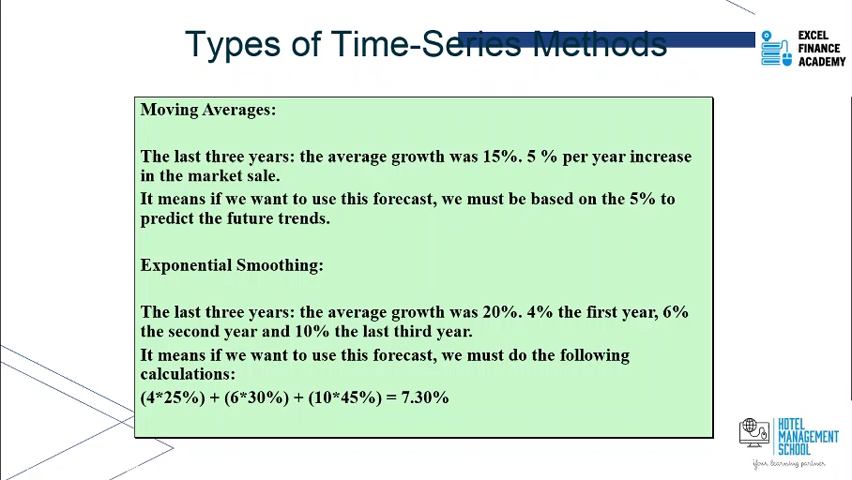 Types of Time-Series Methods
EXCEL
FINANCE
ACADEMY
Moving Averages:
The last three years: the average growth was 15%. 5 % per year increase
in the market sale.
It means if we want to use this forecast, we must be based on the 5% to
predict the future trends.
Exponential Smoothing:
The last three years: the average growth was 20%. 4% the first year, 6%
the second year and 10% the last third year.
It means if we want to use this forecast, we must do the following
calculations:
(4*25%) + (6*30%) + (10*45%) = 7.30%
HOTEL
MANAGEMENT
SCHOOL
your learning partner